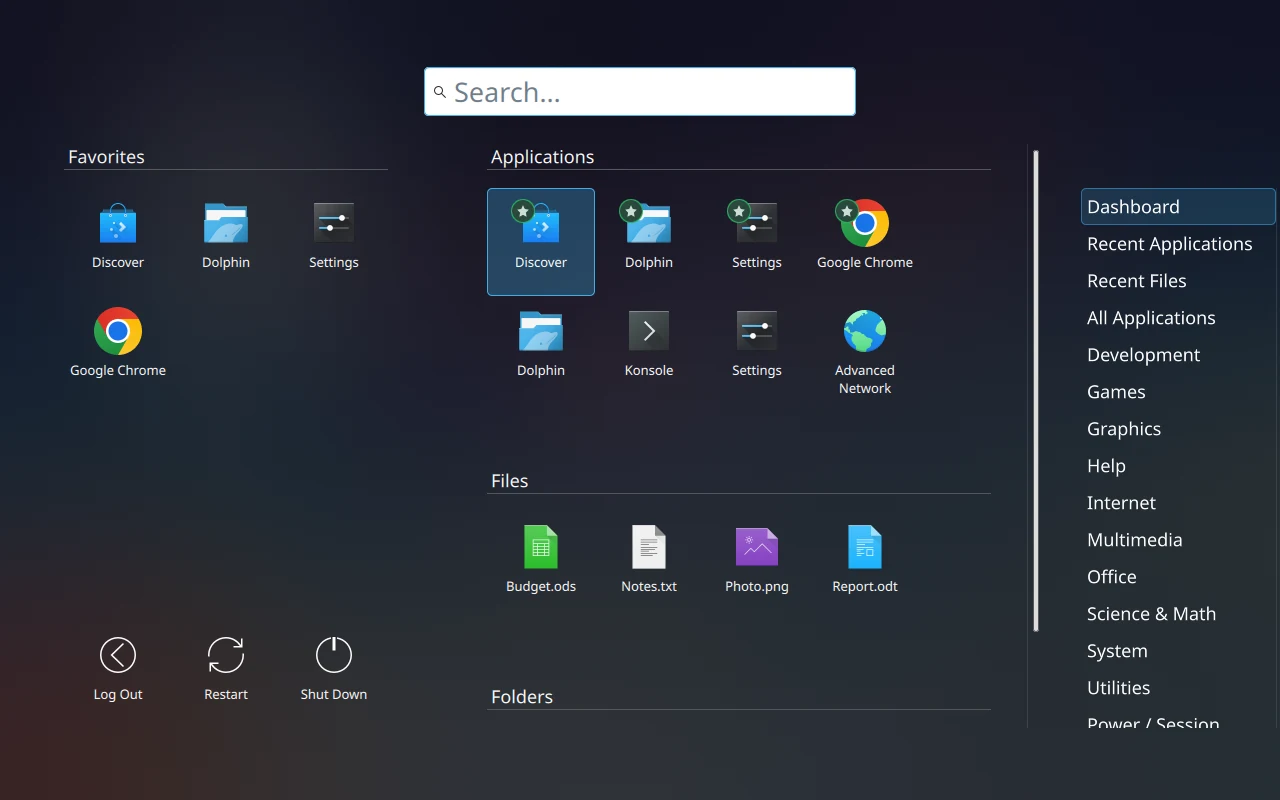 Search...
Favorites
Discover
Dolphin
Settings
Google Chrome
Log Out
Restart
Shut Down
Applications
Discover
Dolphin
Settings
Google Chrome
Dolphin
Konsole
Settings
Advanced
Network
Files
Budget.ods
Notes.txt
Photo.png
Report.odt
Folders
Dashboard
Recent Applications
Recent Files
All Applications
Development
Games
Graphics
Help
Internet
Multimedia
Office
Science & Math
System
Utilities
Power / Session